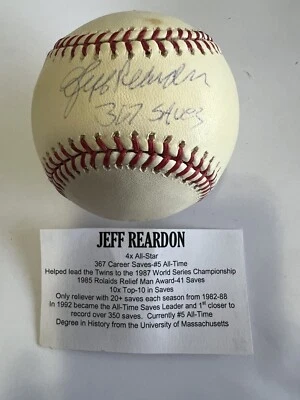 Jeff Reardon
367 Saves
JEFF REARDON
4x All-Star
367 Career Saves-#5 All-Time
Helped lead the Twins to the 1987 World Series Championship
1985 Rolaids Relief Man Award-41 Saves
10x Top-10 in Saves
Only reliever with 20+ saves each season from 1982-88
In 1992 became the All-Time Saves Leader and 1st closer to
record over 350 saves. Currently #5 All-Time
Degree in History from the University of Massachusetts